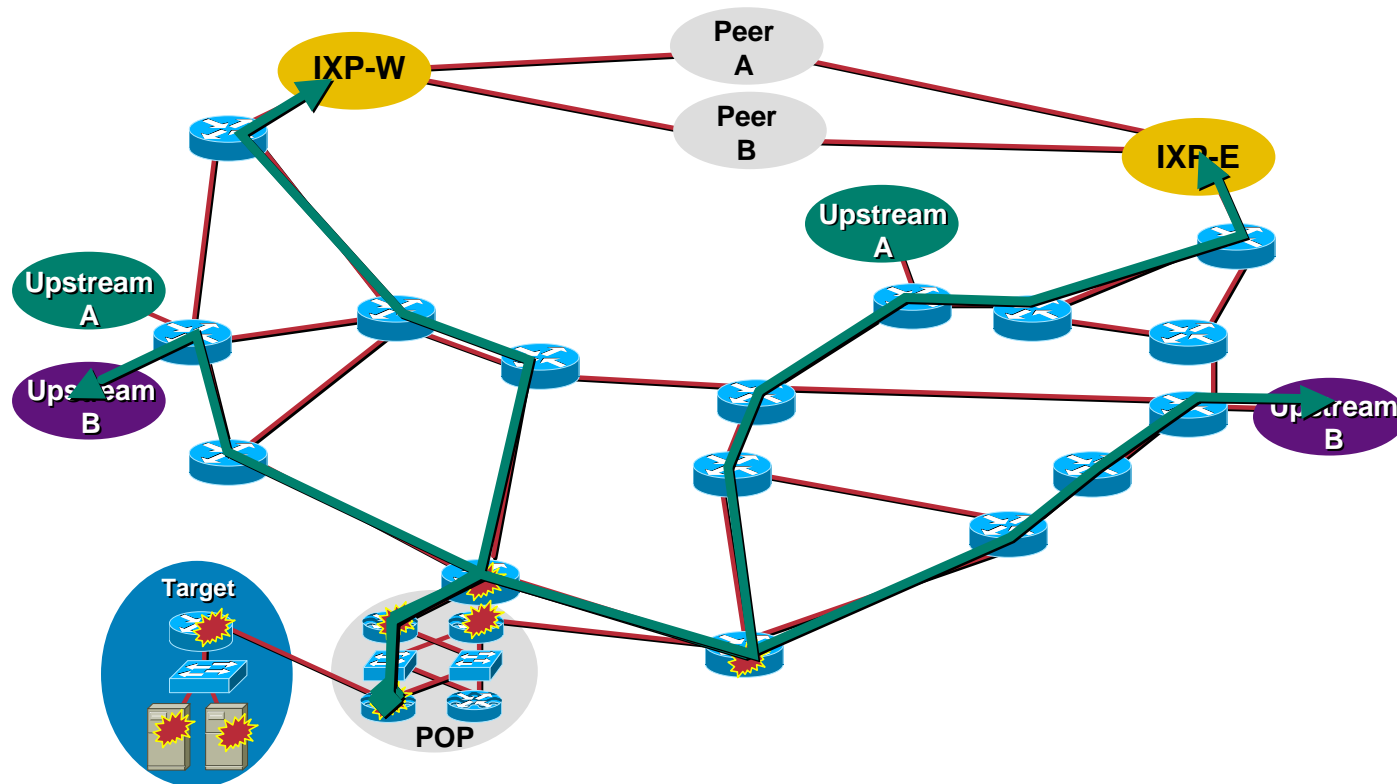 Peer
A
IXP-W
Peer
B
IXP-E
Upstream
A
Upstream
A
Upstream
B
Upstream
B
Target
POP